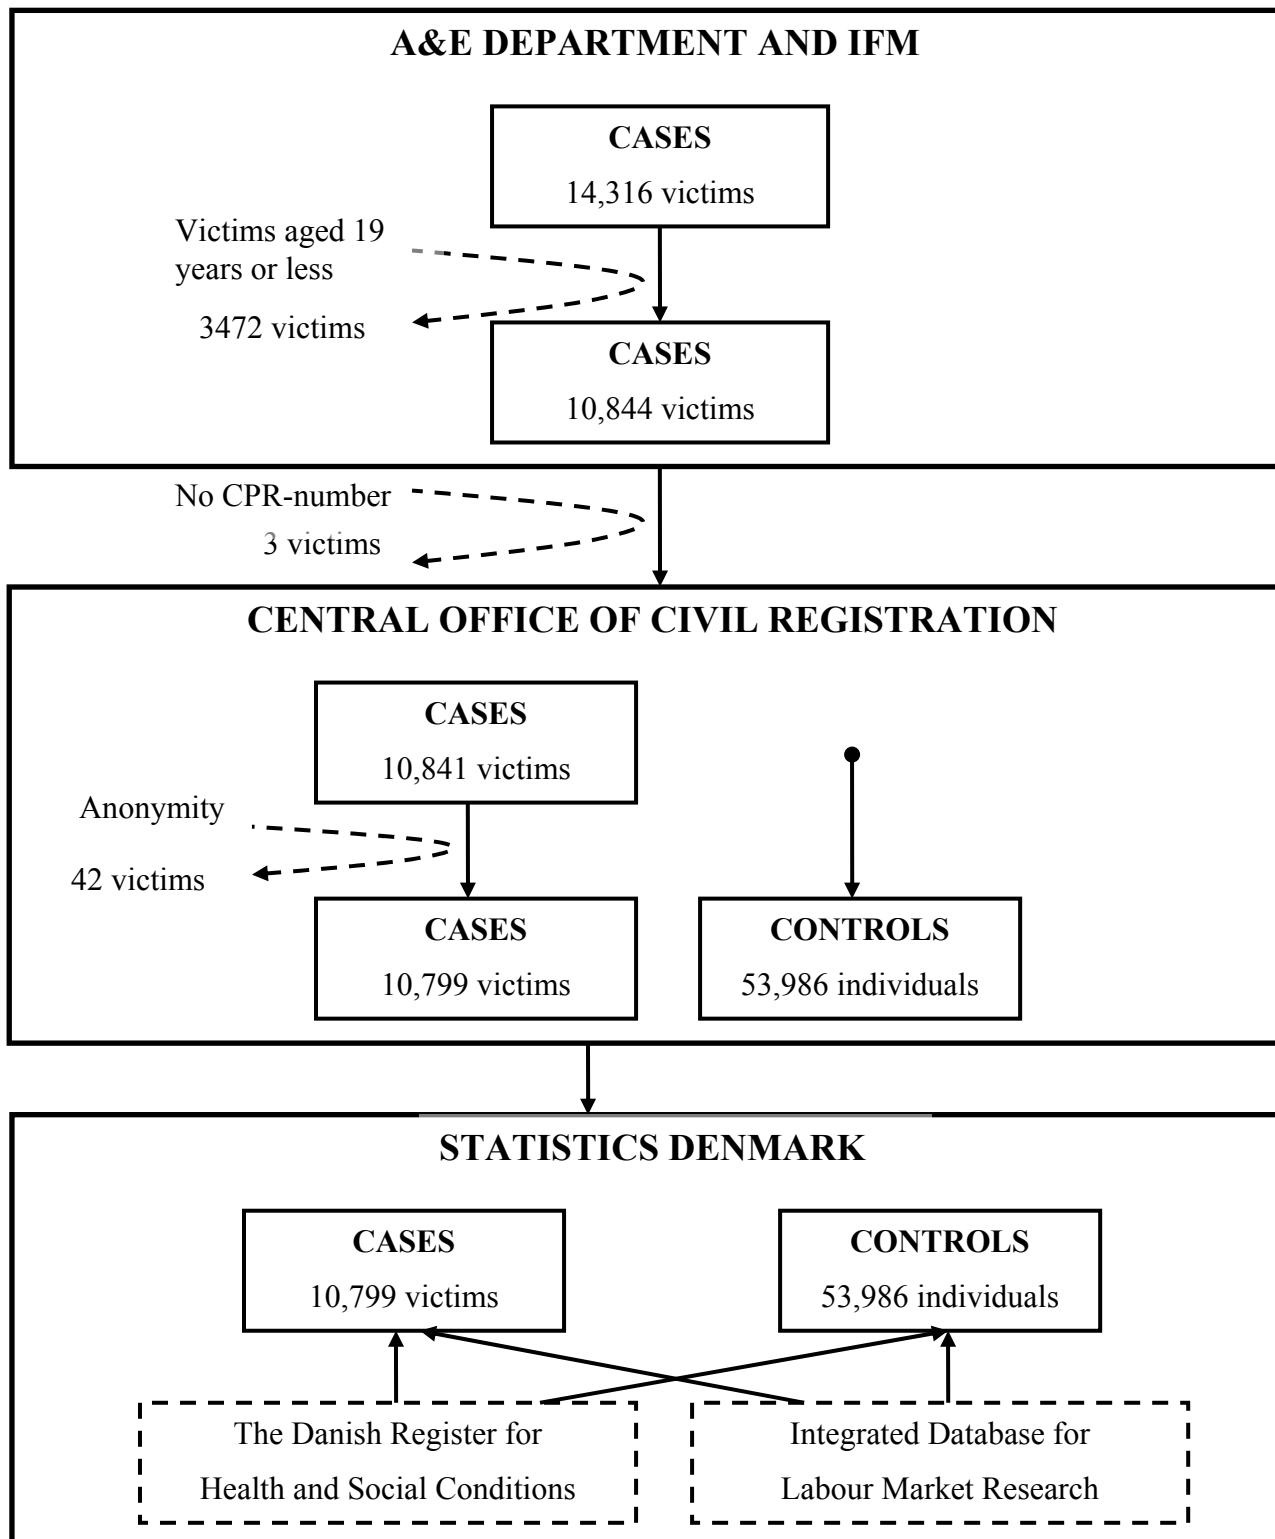 A&E DEPARTMENT AND IFM
CASES
14,316 victims
Victims aged 19
years or less
3472 victims
CASES
10,844 victims
No CPR-number
3 victims
CENTRAL OFFICE OF CIVIL REGISTRATION
CASES
10,841 victims
Anonymity
42 victims
CASES
10,799 victims
CONTROLS
53,986 individuals
STATISTICS DENMARK
CASES
10,799 victims
CONTROLS
53,986 individuals
The Danish Register for
Health and Social Conditions
Integrated Database for
Labour Market Research